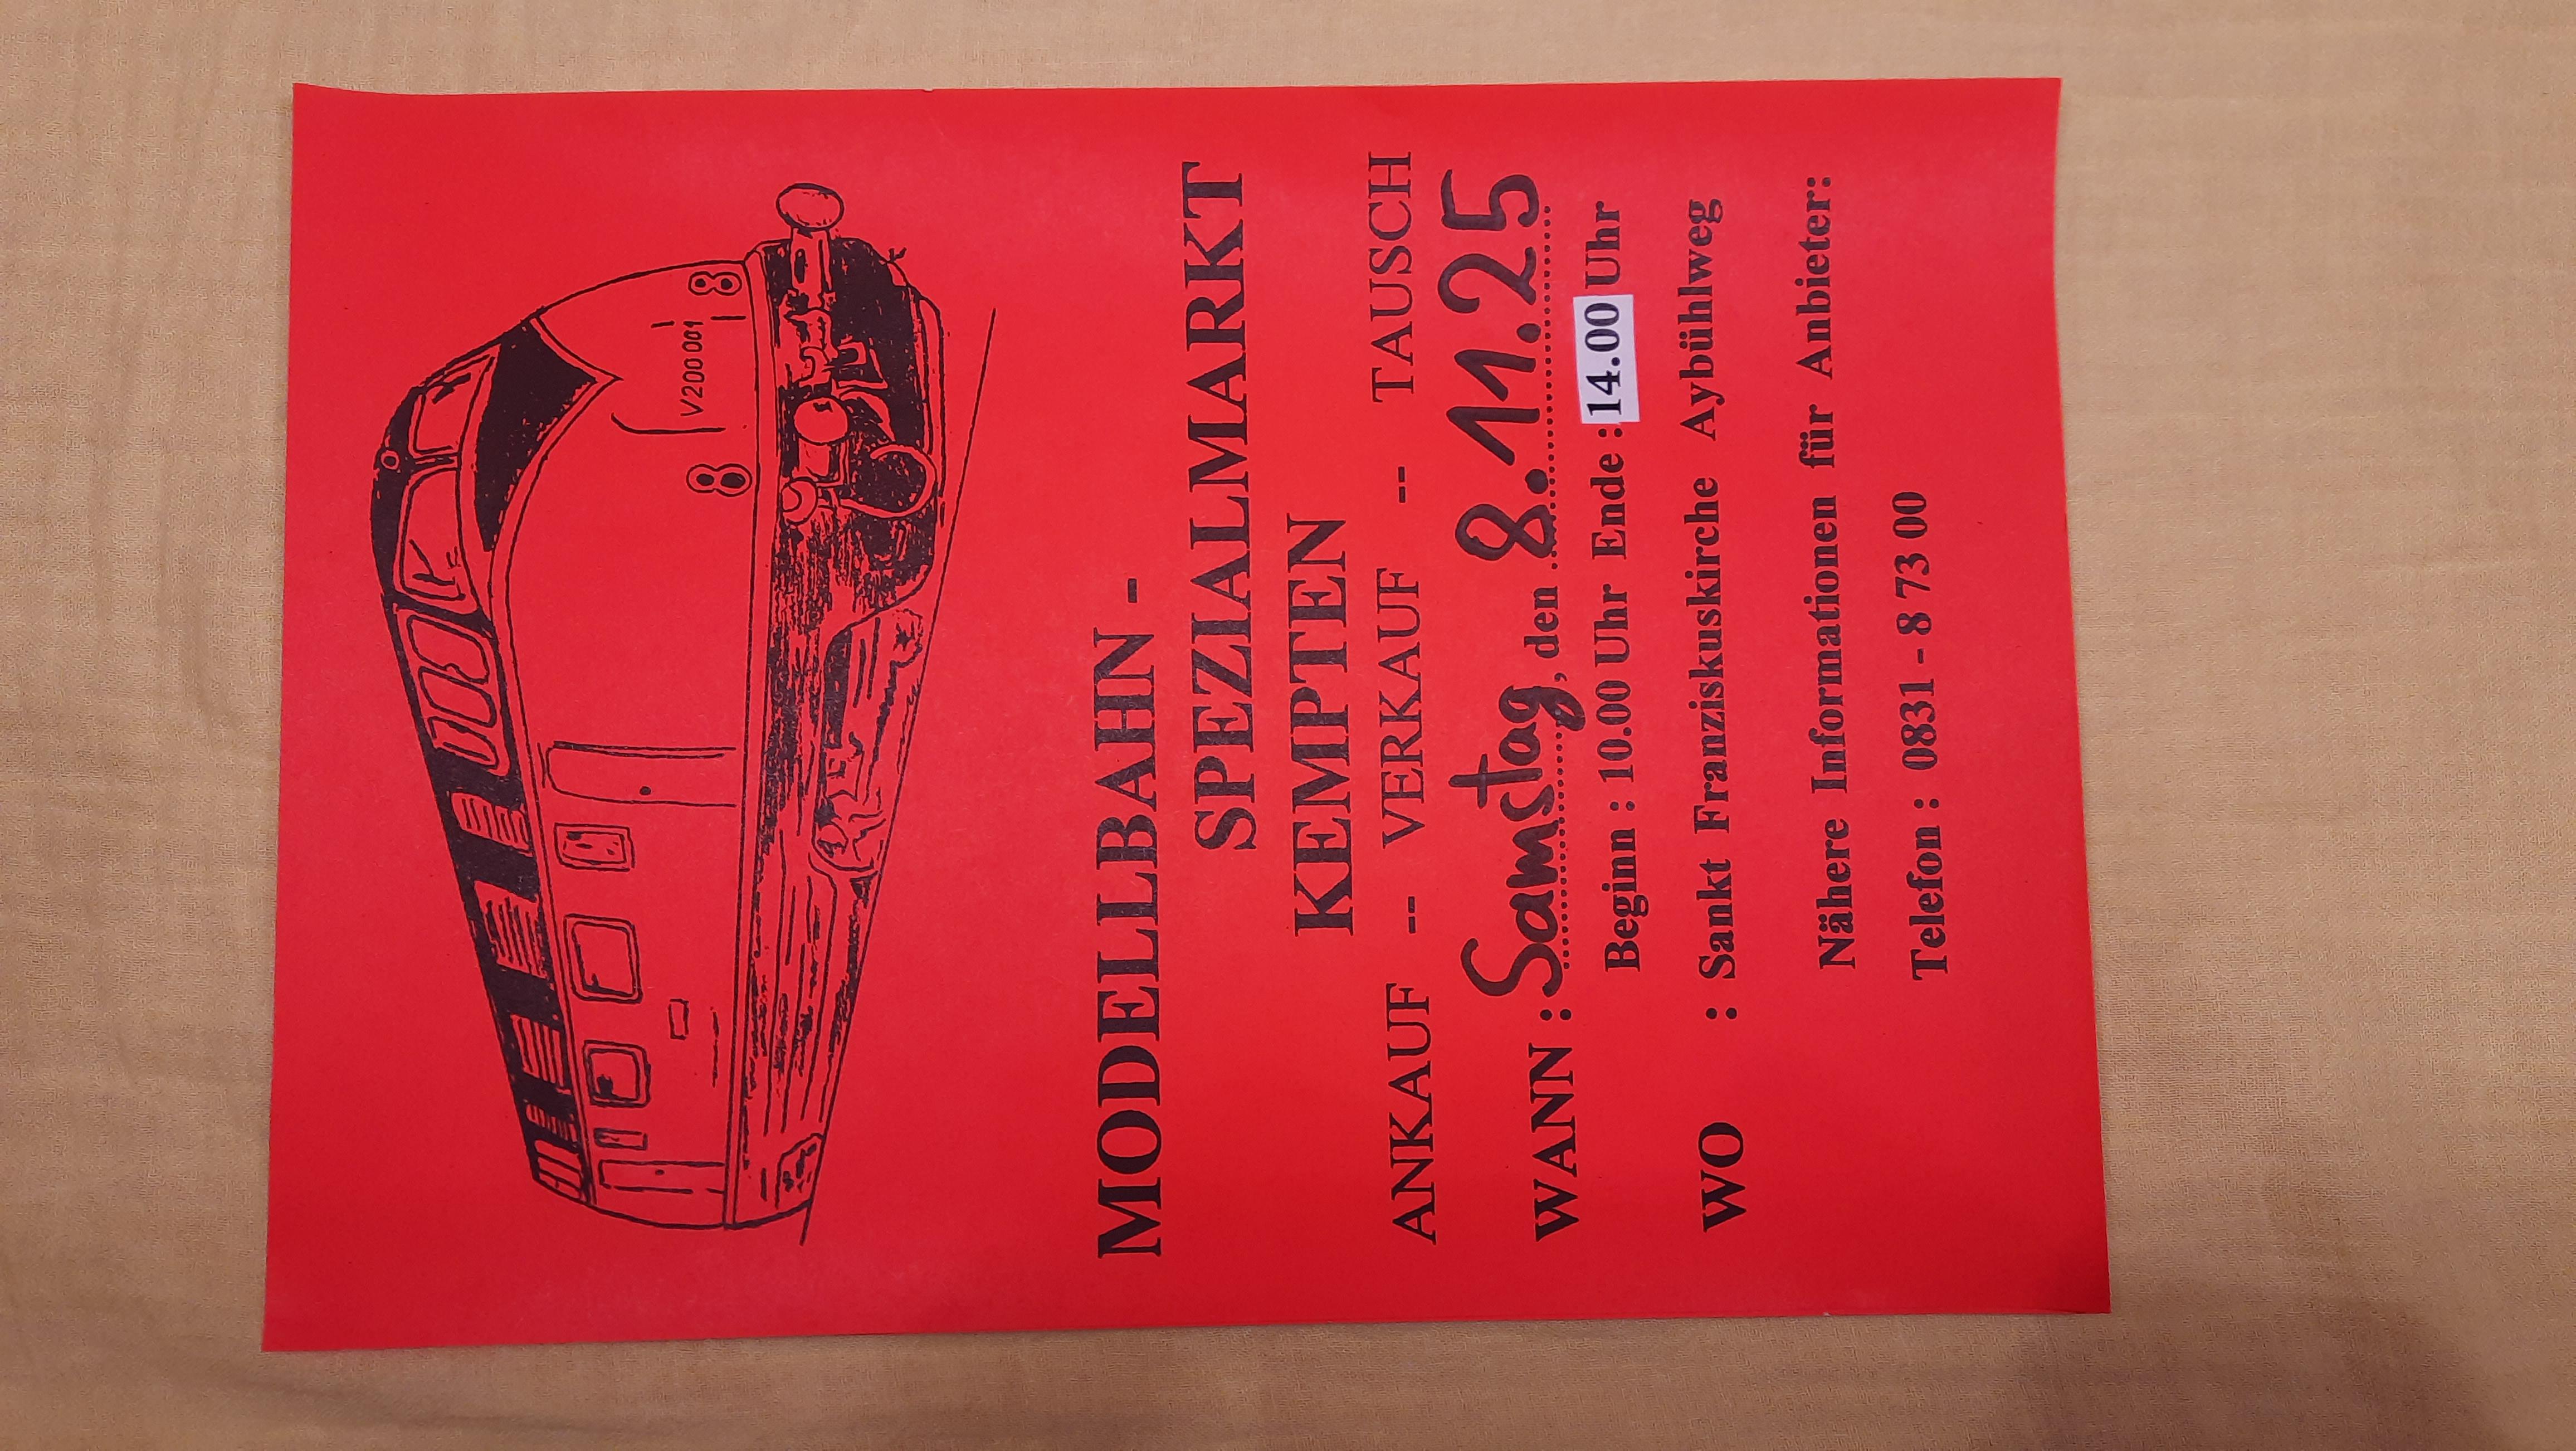 V200 001
MODELLBAHN -
SPEZIALMARKT
KEMPTEN
ANKAUF -- VERKAUF -- TAUSCH
WANN : Samstag, den 8.11.25
Beginn : 10.00 Uhr Ende : 14.00 Uhr
WO : Sankt Franziskuskirche Aybühlweg
Nähere Informationen für Anbieter:
Telefon : 0831 - 8 73 00